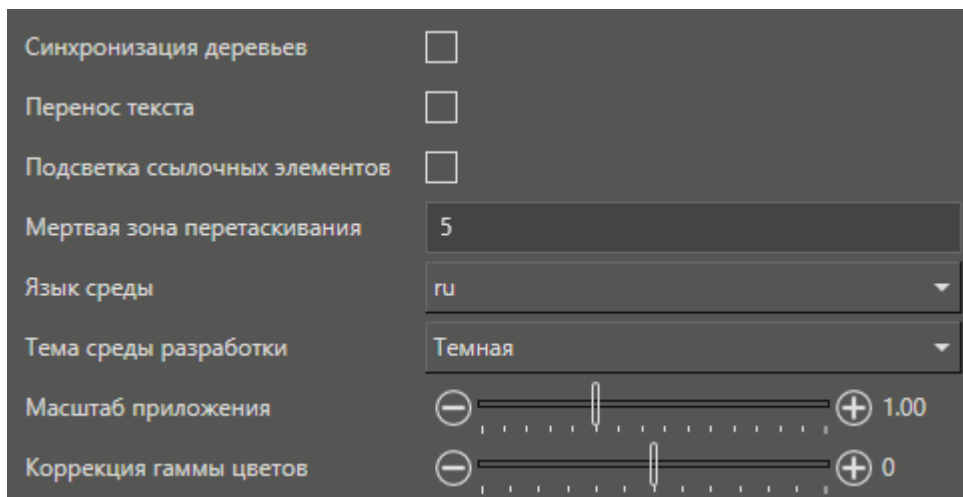 Синхронизация деревьев
Перенос текста
Подсветка ссылочных элементов
Мертвая зона перетаскивания 5
Язык среды ru
Тема среды разработки Темная
Масштаб приложения 1.00
Коррекция гаммы цветов 0